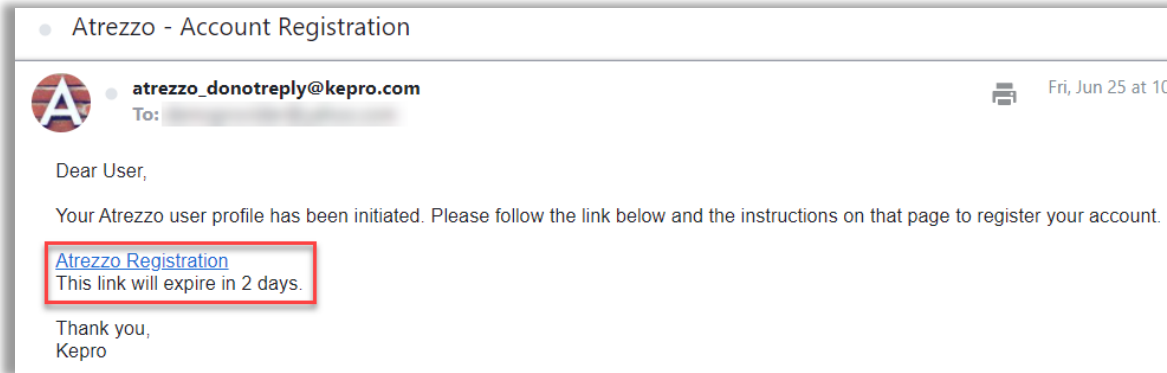 Atrezzo - Account Registration
A
atrezzo_donotreply@kepro.com
Fri, Jun 25 at 10
To:
Dear User,
Your Atrezzo user profile has been initiated. Please follow the link below and the instructions on that page to register your account.
Atrezzo Registration
This link will expire in 2 days.
Thank you,
Kepro